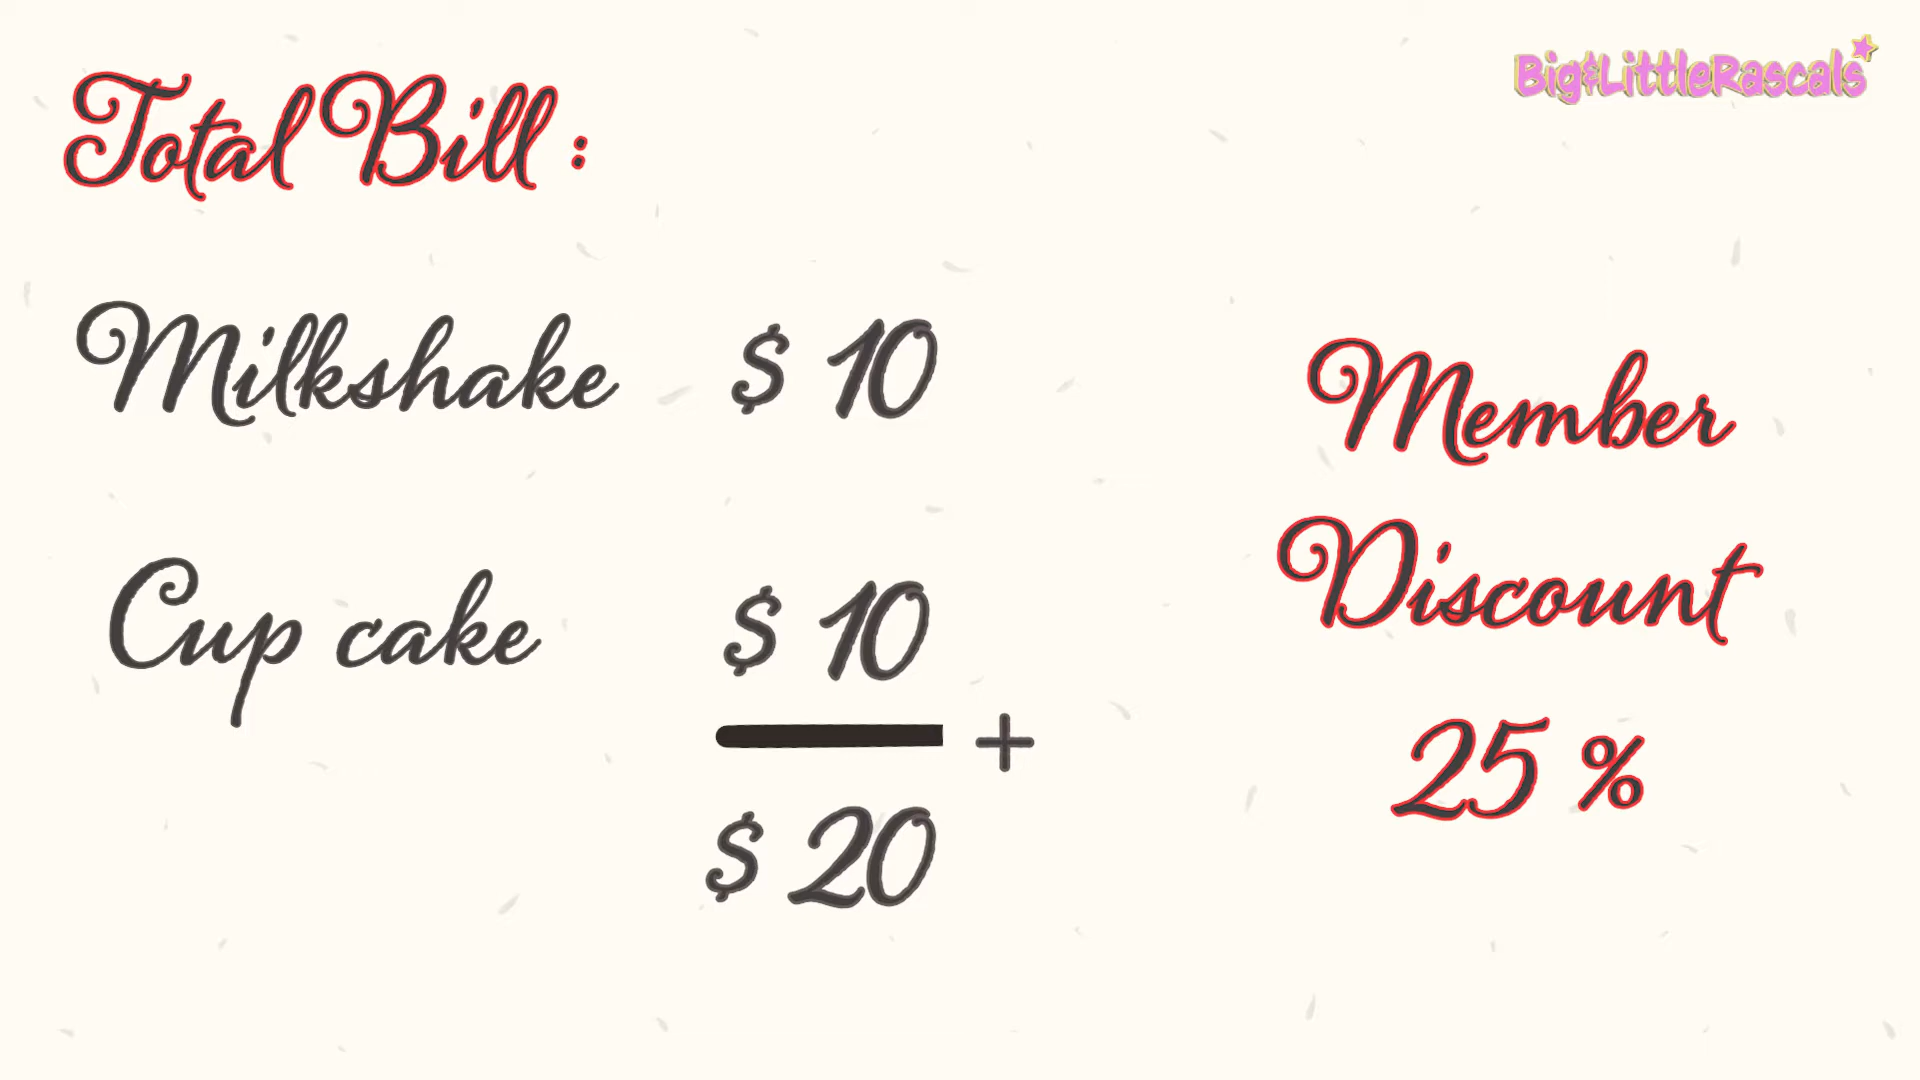 Big&LittleRascals
Total Bill :
Milkshake $ 10
Cup cake $ 10
+
$ 20
Member
Discount
25 %